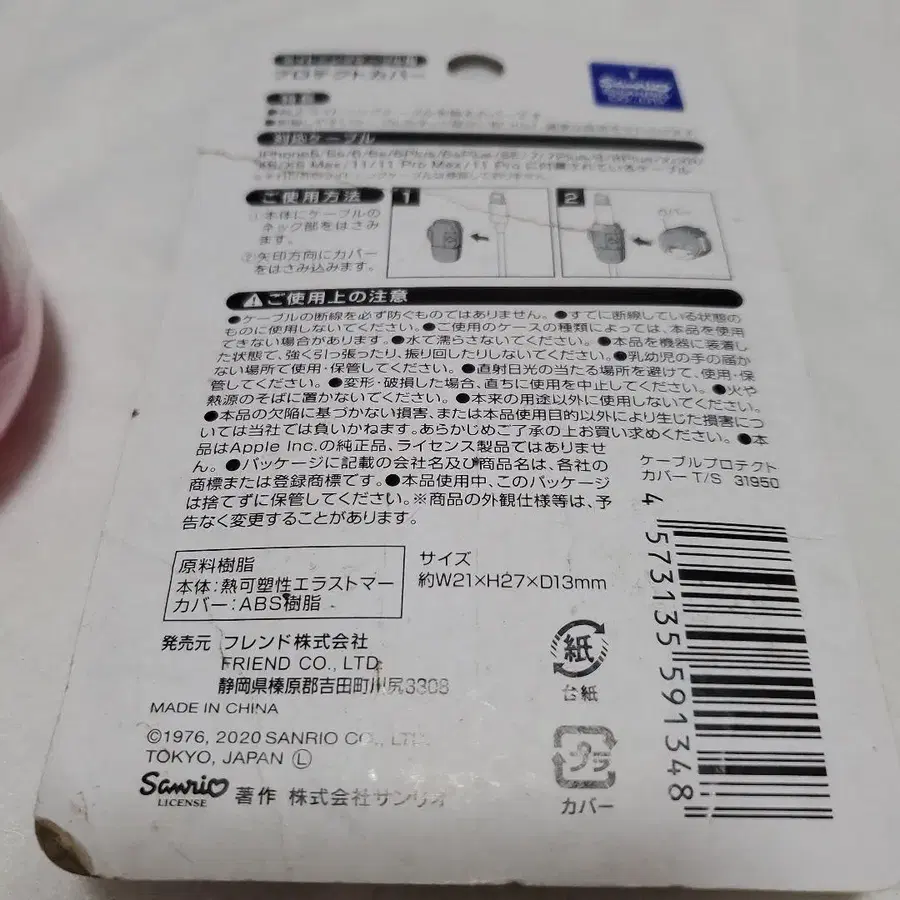 プロテクトカバー
特長
対応ケーブル
ご使用方法
①本体にケーブルの
ネック部をはさみ
ます。
②矢印方向にカバー
をはさみ込みます。
1
2
カバー
ご使用上の注意
●ケーブルの断線を必ず防ぐものではありません。●すでに断線している状態の
ものに使用しないでください。●ご使用のケースの種類によっては、本品を使用
できない場合があります。●水で濡らさないでください。●本品を機器に装着し
た状態で、強く引っ張ったり、振り回したりしないでください。●乳幼児の手の届か
ない場所で使用・保管してください。●直射日光の当たる場所を避けて、使用・保
管してください。●変形・破損した場合、直ちに使用を中止してください。●火や
熱源のそばに置かないでください。●本来の用途以外に使用しないでください。
●本品の欠陥に基づかない損害、または本品使用目的以外により生じた損害につ
いては当社では負いかねます。あらかじめご了承の上お買い求めください。●本
品はApple Inc.の純正品、ライセンス製品ではありませ
ん。●パッケージに記載の会社名及び商品名は、各社の
商標または登録商標です。●本品使用中、このパッケージ
は捨てずに保管してください。※商品の外観仕様等は、予
告なく変更することがあります。
ケーブルプロテクト
カバー T/S 31950
4 573135 591348
原料樹脂
本体:熱可塑性エラストマー
カバー:ABS樹脂
サイズ
約W21×H27×D13mm
発売元 フレンド株式会社
FRIEND CO., LTD.
静岡県榛原郡吉田町川尻3308
MADE IN CHINA
©1976, 2020 SANRIO CO., LTD.
TOKYO, JAPAN Ⓛ
Sanrio
LICENSE
著作 株式会社サンリオ
紙
台紙
プラ
カバー